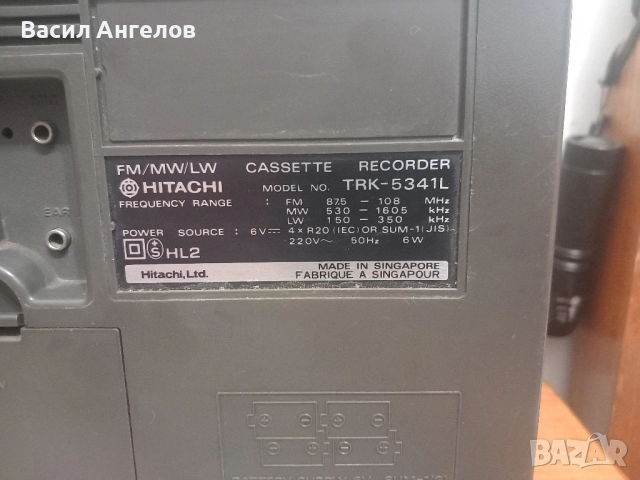 Васил Ангелов
MIC
EAR
FM/MW/LW CASSETTE RECORDER
HITACHI MODEL NO. TRK-5341L
FREQUENCY RANGE : FM 87.5 – 108 MHz
MW 530 – 1605 kHz
LW 150 – 350 kHz
POWER SOURCE : 6V⎓ 4×R20 (IEC) OR SUM-1 (JIS)
220V~ 50Hz 6W
S HL2
MADE IN SINGAPORE
Hitachi, Ltd. FABRIQUE A SINGAPOUR
BAZAR